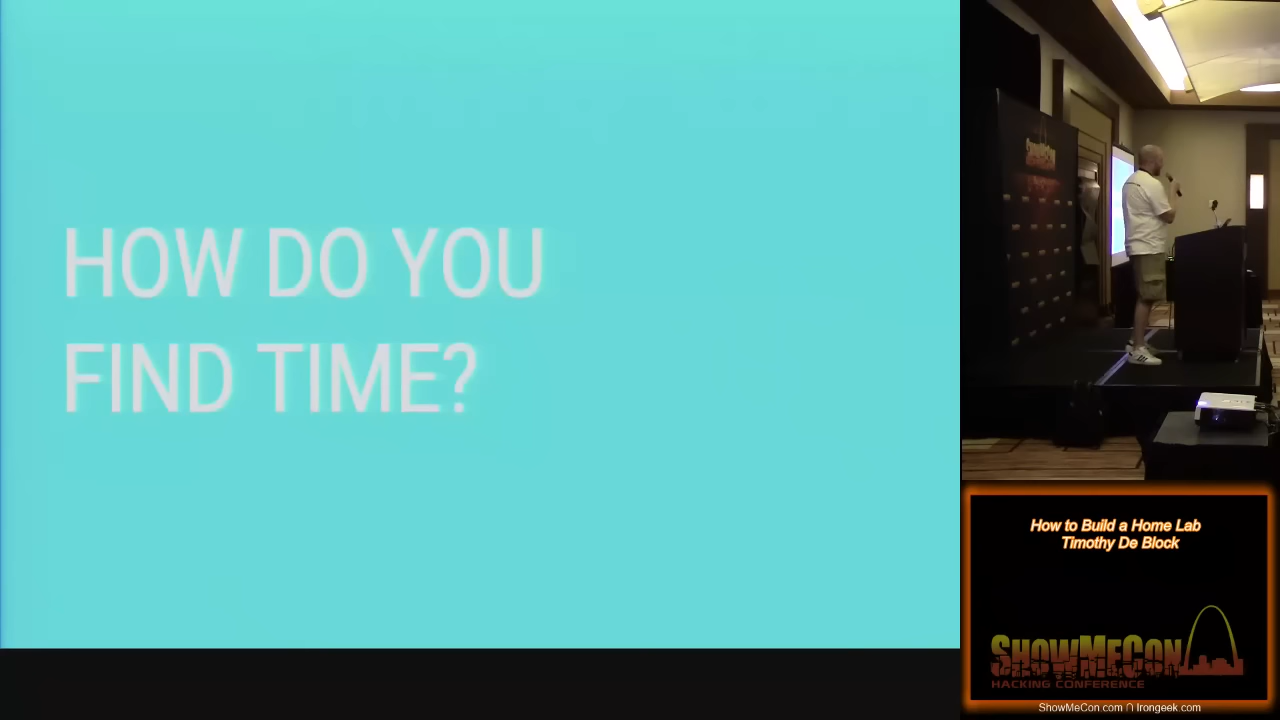 HOW DO YOU
FIND TIME?
How to Build a Home Lab
Timothy De Block
SHOWMECON
HACKING CONFERENCE
ShowMeCon.com ∩ Irongeek.com